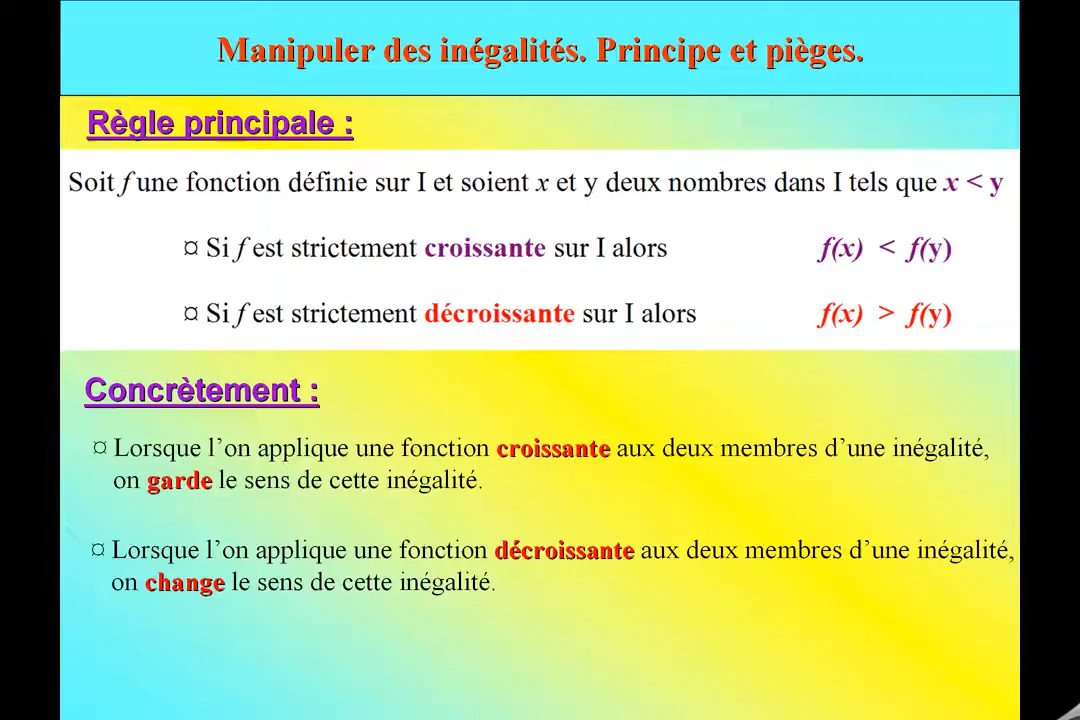 Manipuler des inégalités. Principe et pièges.
Règle principale :
Soit f une fonction définie sur I et soient x et y deux nombres dans I tels que x < y
¤ Si f est strictement croissante sur I alors f(x) < f(y)
¤ Si f est strictement décroissante sur I alors f(x) > f(y)
Concrètement :
¤ Lorsque l’on applique une fonction croissante aux deux membres d’une inégalité,
on garde le sens de cette inégalité.
¤ Lorsque l’on applique une fonction décroissante aux deux membres d’une inégalité,
on change le sens de cette inégalité.